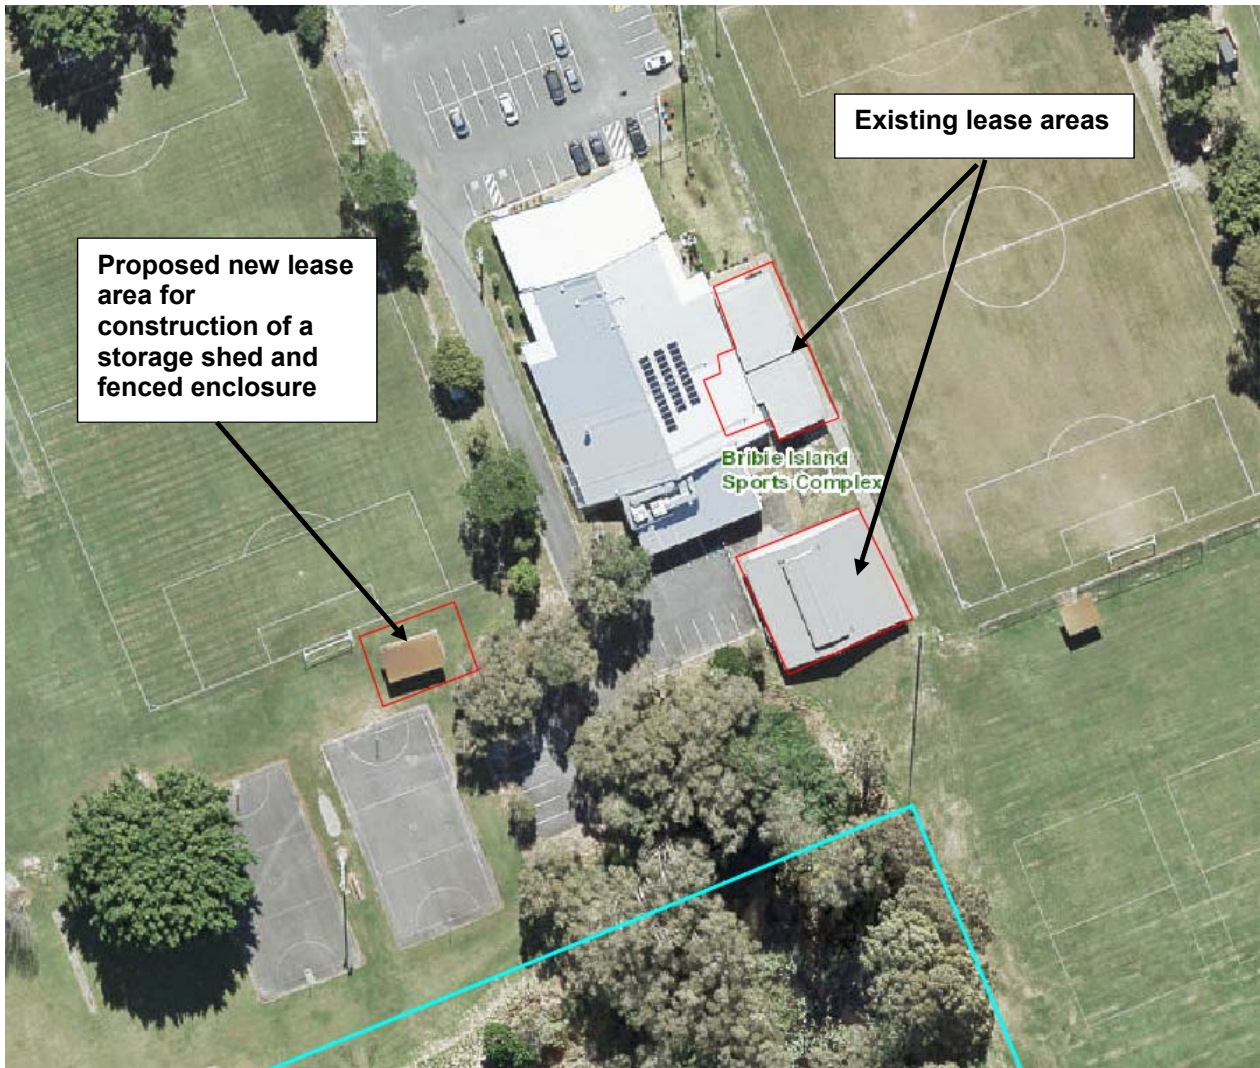 Existing lease areas
Proposed new lease
area for
construction of a
storage shed and
fenced enclosure
Bribie Island
Sports Complex